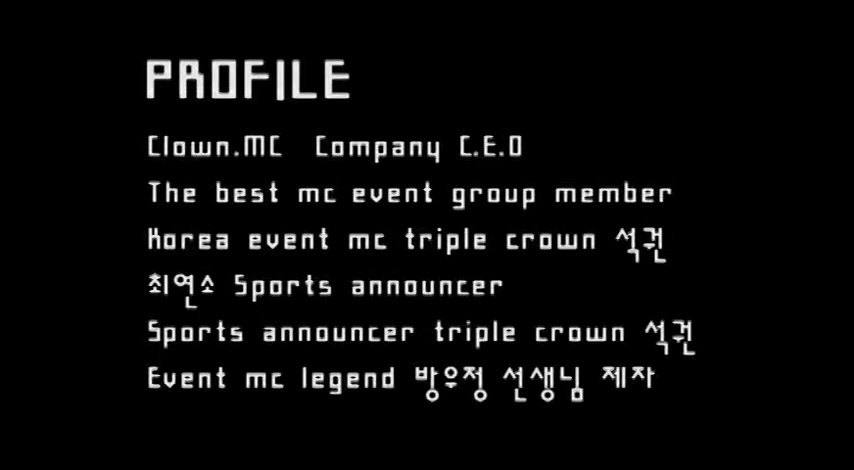 PROFILE
Clown.MC Company C.E.O
The best mc event group member
Korea event mc triple crown 석권
최연소 Sports announcer
Sports announcer triple crown 석권
Event mc legend 방우정 선생님 제자